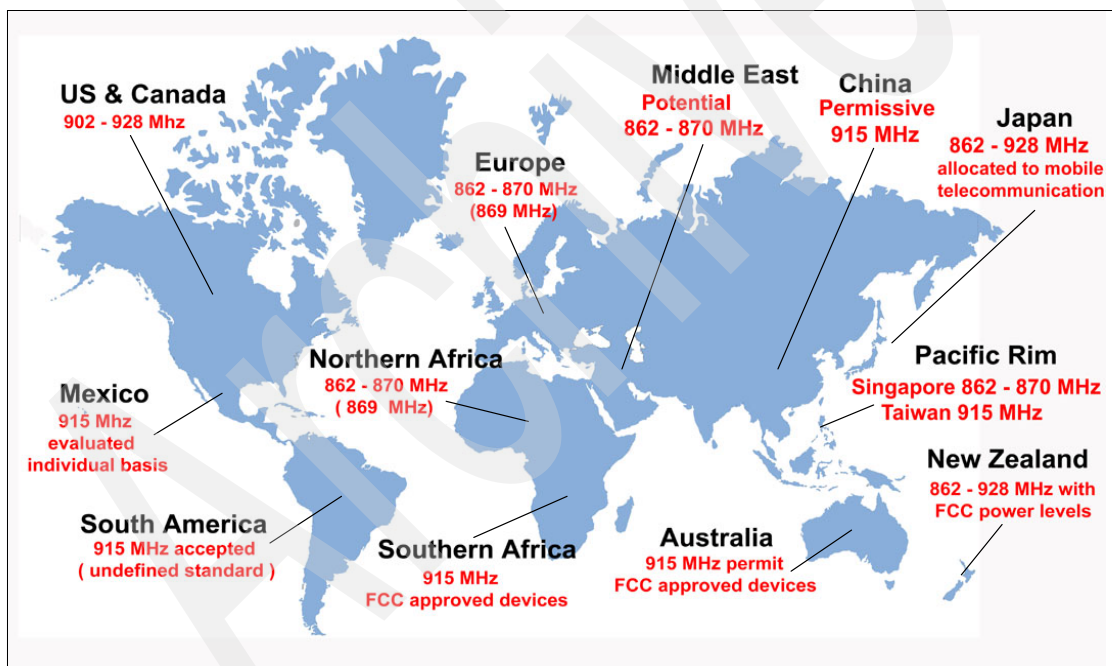 US & Canada
902 - 928 Mhz
Middle East
Potential
862 - 870 MHz
China
Permissive
915 MHz
Japan
862 - 928 MHz
allocated to mobile
telecommunication
Europe
862 - 870 MHz
(869 MHz)
Northern Africa
862 - 870 MHz
( 869 MHz)
Pacific Rim
Singapore 862 - 870 MHz
Taiwan 915 MHz
Mexico
915 Mhz
evaluated
individual basis
New Zealand
862 - 928 MHz with
FCC power levels
South America
915 MHz accepted
( undefined standard )
Southern Africa
915 MHz
FCC approved devices
Australia
915 MHz permit
FCC approved devices